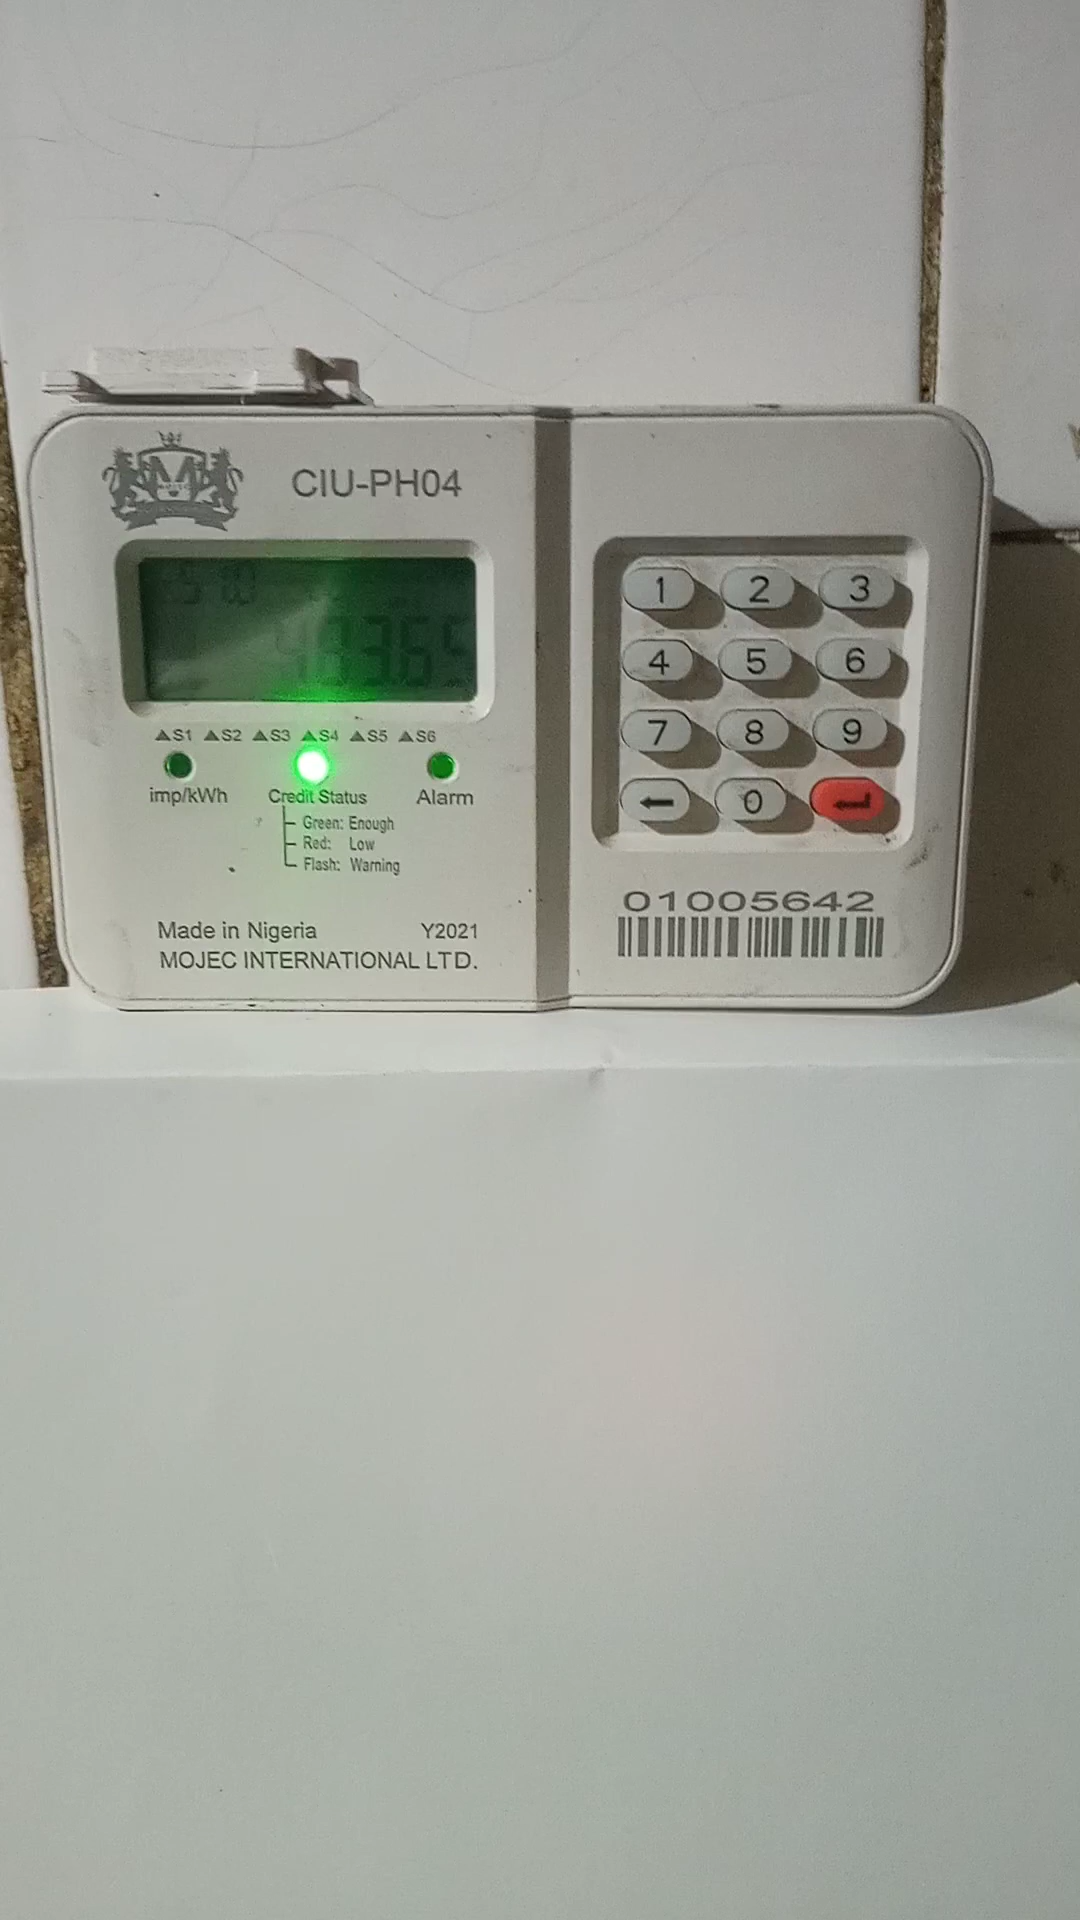 CIU-PH04
▲S1 ▲S2 ▲S3 ▲S4 ▲S5 ▲S6
imp/kWh Credit Status Alarm
Green: Enough
Red: Low
Flash: Warning
Made in Nigeria Y2021
MOJEC INTERNATIONAL LTD.
1 2 3
4 5 6
7 8 9
← 0 ↵
01005642